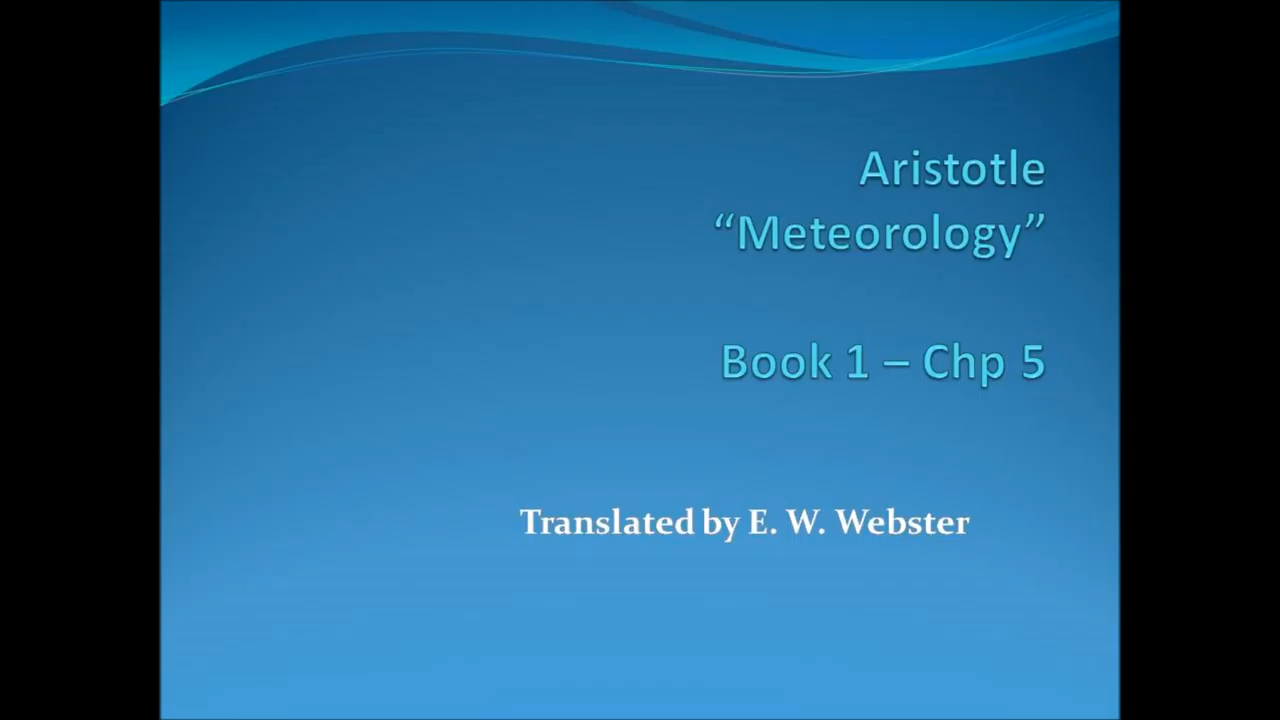 Aristotle
“Meteorology”
Book 1 – Chp 5
Translated by E. W. Webster